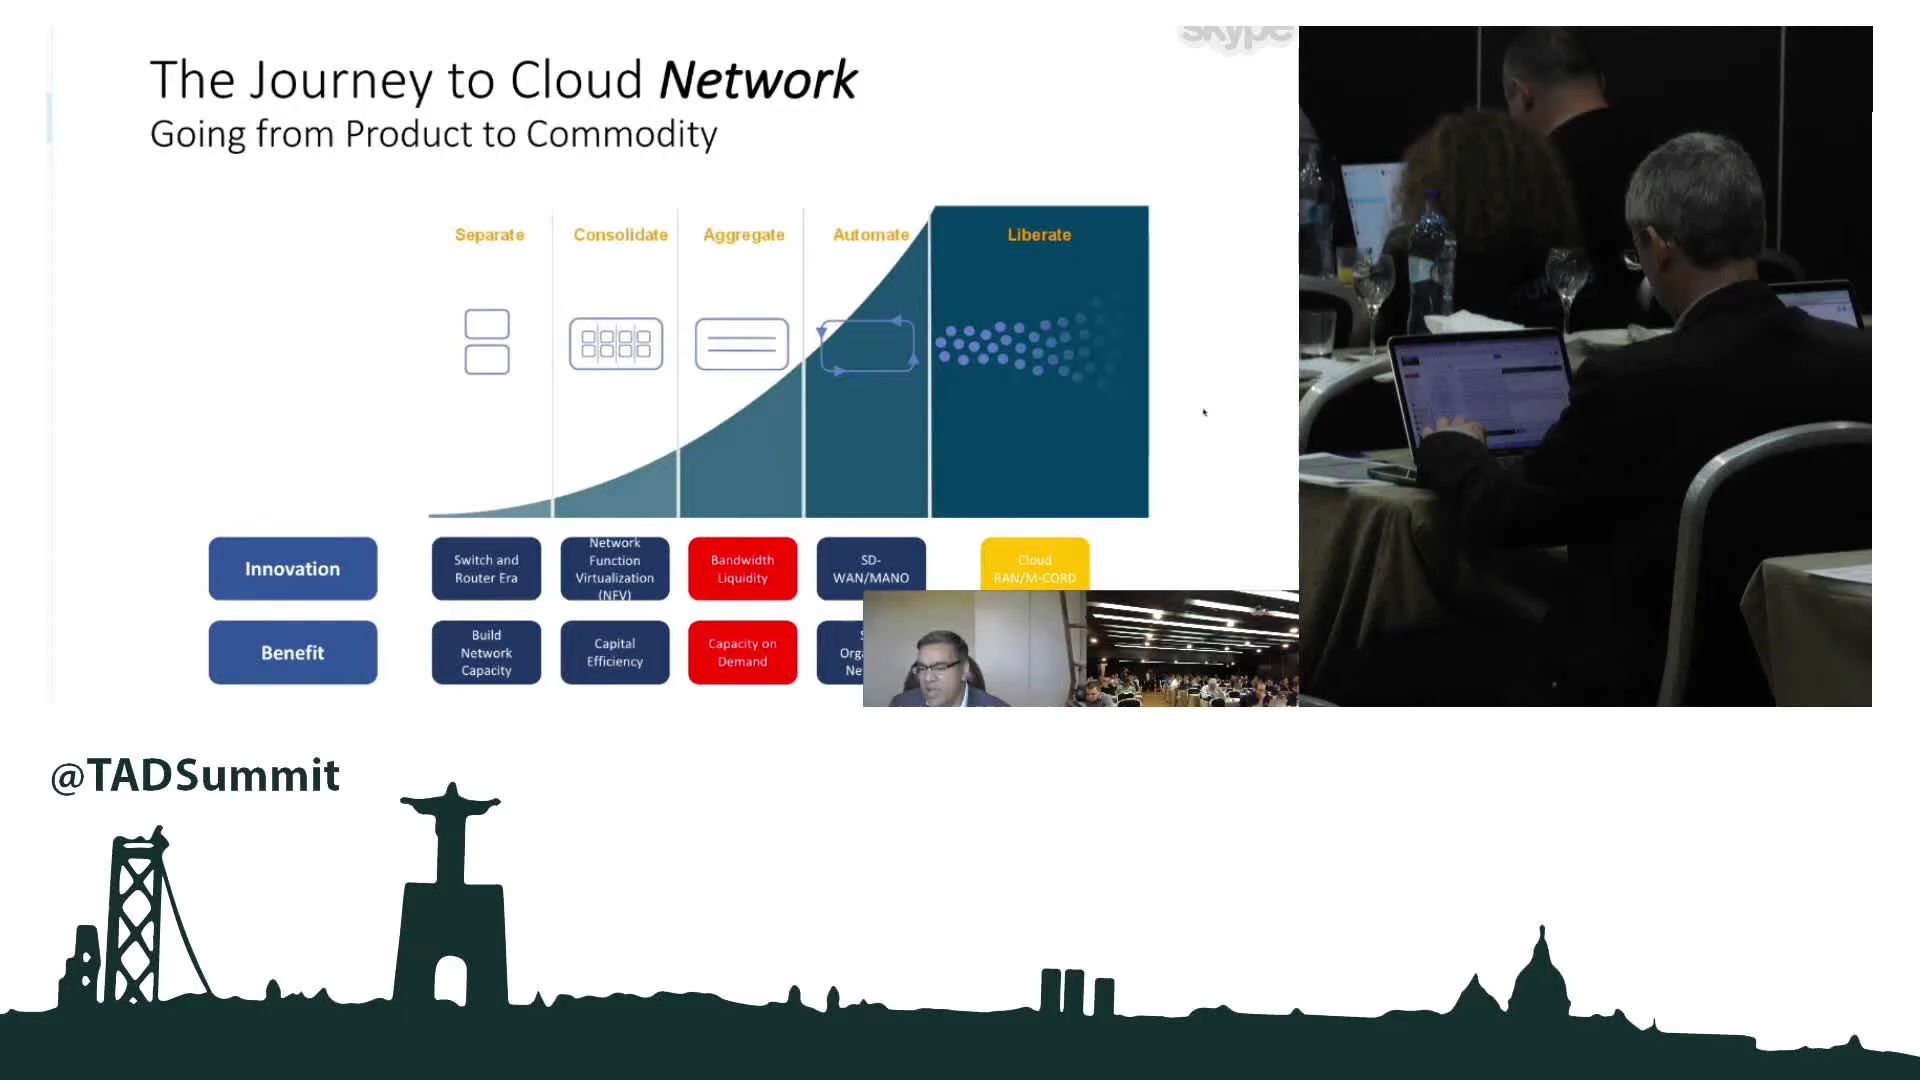 skype
The Journey to Cloud Network
Going from Product to Commodity
Separate
Consolidate
Aggregate
Automate
Liberate
Innovation
Switch and
Router Era
Network
Function
Virtualization
(NFV)
Bandwidth
Liquidity
SD-
WAN/MANO
Cloud
RAN/M-CORD
Benefit
Build
Network
Capacity
Capital
Efficiency
Capacity on
Demand
@TADSummit